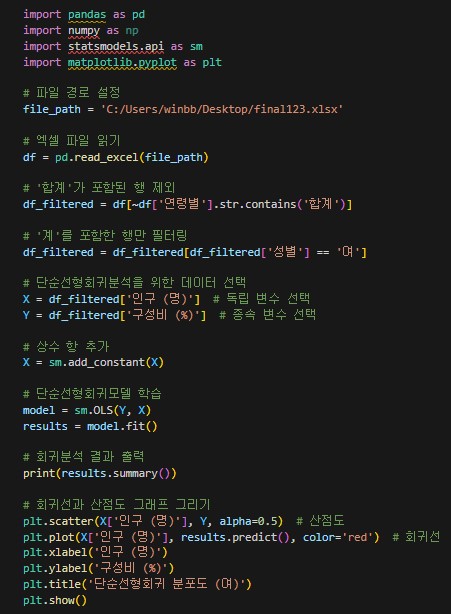 import pandas as pd
import numpy as np
import statsmodels.api as sm
import matplotlib.pyplot as plt
# 파일 경로 설정
file_path = 'C:/Users/winbb/Desktop/final123.xlsx'
# 엑셀 파일 읽기
df = pd.read_excel(file_path)
# '합계'가 포함된 행 제외
df_filtered = df[~df['연령별'].str.contains('합계')]
# '계'를 포함한 행만 필터링
df_filtered = df_filtered[df_filtered['성별'] == '여']
# 단순선형회귀분석을 위한 데이터 선택
X = df_filtered['인구 (명)']  # 독립 변수 선택
Y = df_filtered['구성비 (%)']  # 종속 변수 선택
# 상수 항 추가
X = sm.add_constant(X)
# 단순선형회귀모델 학습
model = sm.OLS(Y, X)
results = model.fit()
# 회귀분석 결과 출력
print(results.summary())
# 회귀선과 산점도 그래프 그리기
plt.scatter(X['인구 (명)'], Y, alpha=0.5)  # 산점도
plt.plot(X['인구 (명)'], results.predict(), color='red')  # 회귀선
plt.xlabel('인구 (명)')
plt.ylabel('구성비 (%)')
plt.title('단순선형회귀 분포도 (여)')
plt.show()